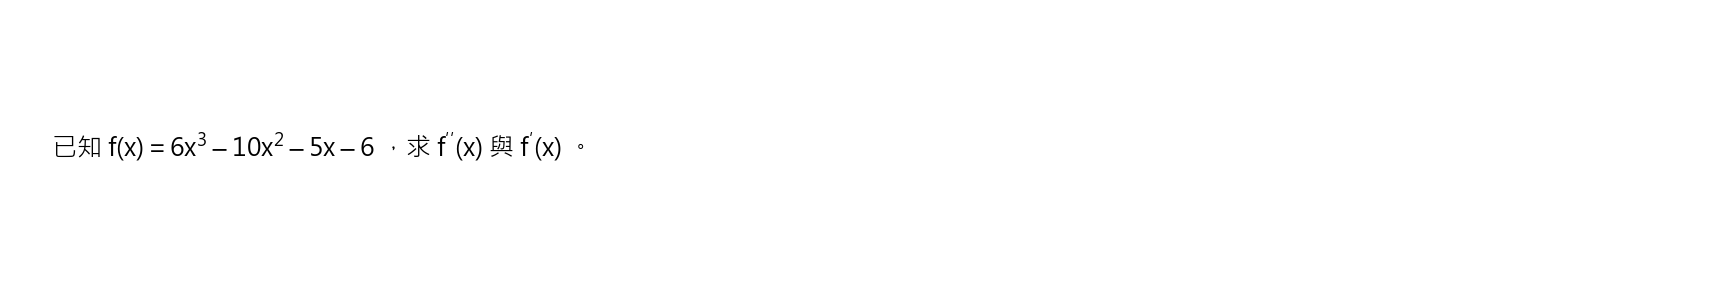 已知 f(x) = 6x³ – 10x² – 5x – 6 ，求 f′′(x) 與 f′(x) 。